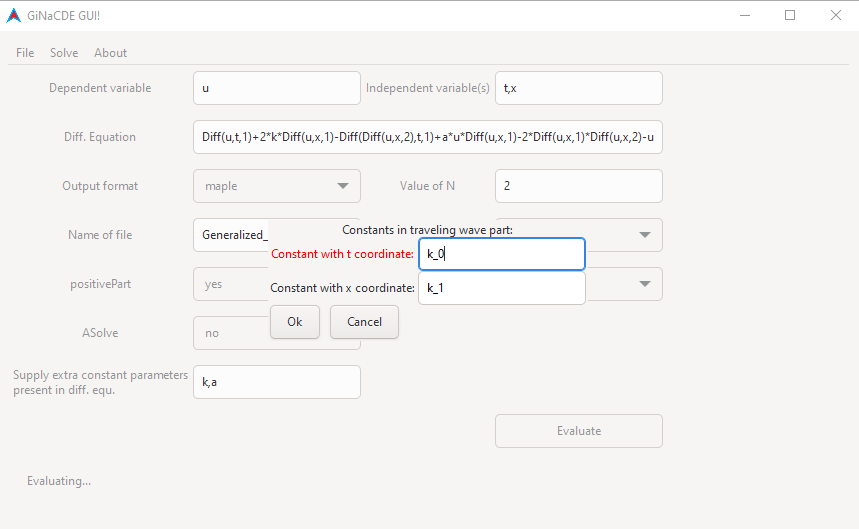 GiNaCDE GUI!
File Solve About
Dependent variable u Independent variable(s) t,x
Diff. Equation Diff(u,t,1)+2*k*Diff(u,x,1)-Diff(Diff(u,x,2),t,1)+a*u*Diff(u,x,1)-2*Diff(u,x,1)*Diff(u,x,2)-u
Output format maple Value of N 2
Name of file Generalized_
Constants in traveling wave part:
Constant with t coordinate: k_0
positivePart yes
Constant with x coordinate: k_1
Ok Cancel
ASolve no
Supply extra constant parameters
present in diff. equ. k,a
Evaluate
Evaluating...